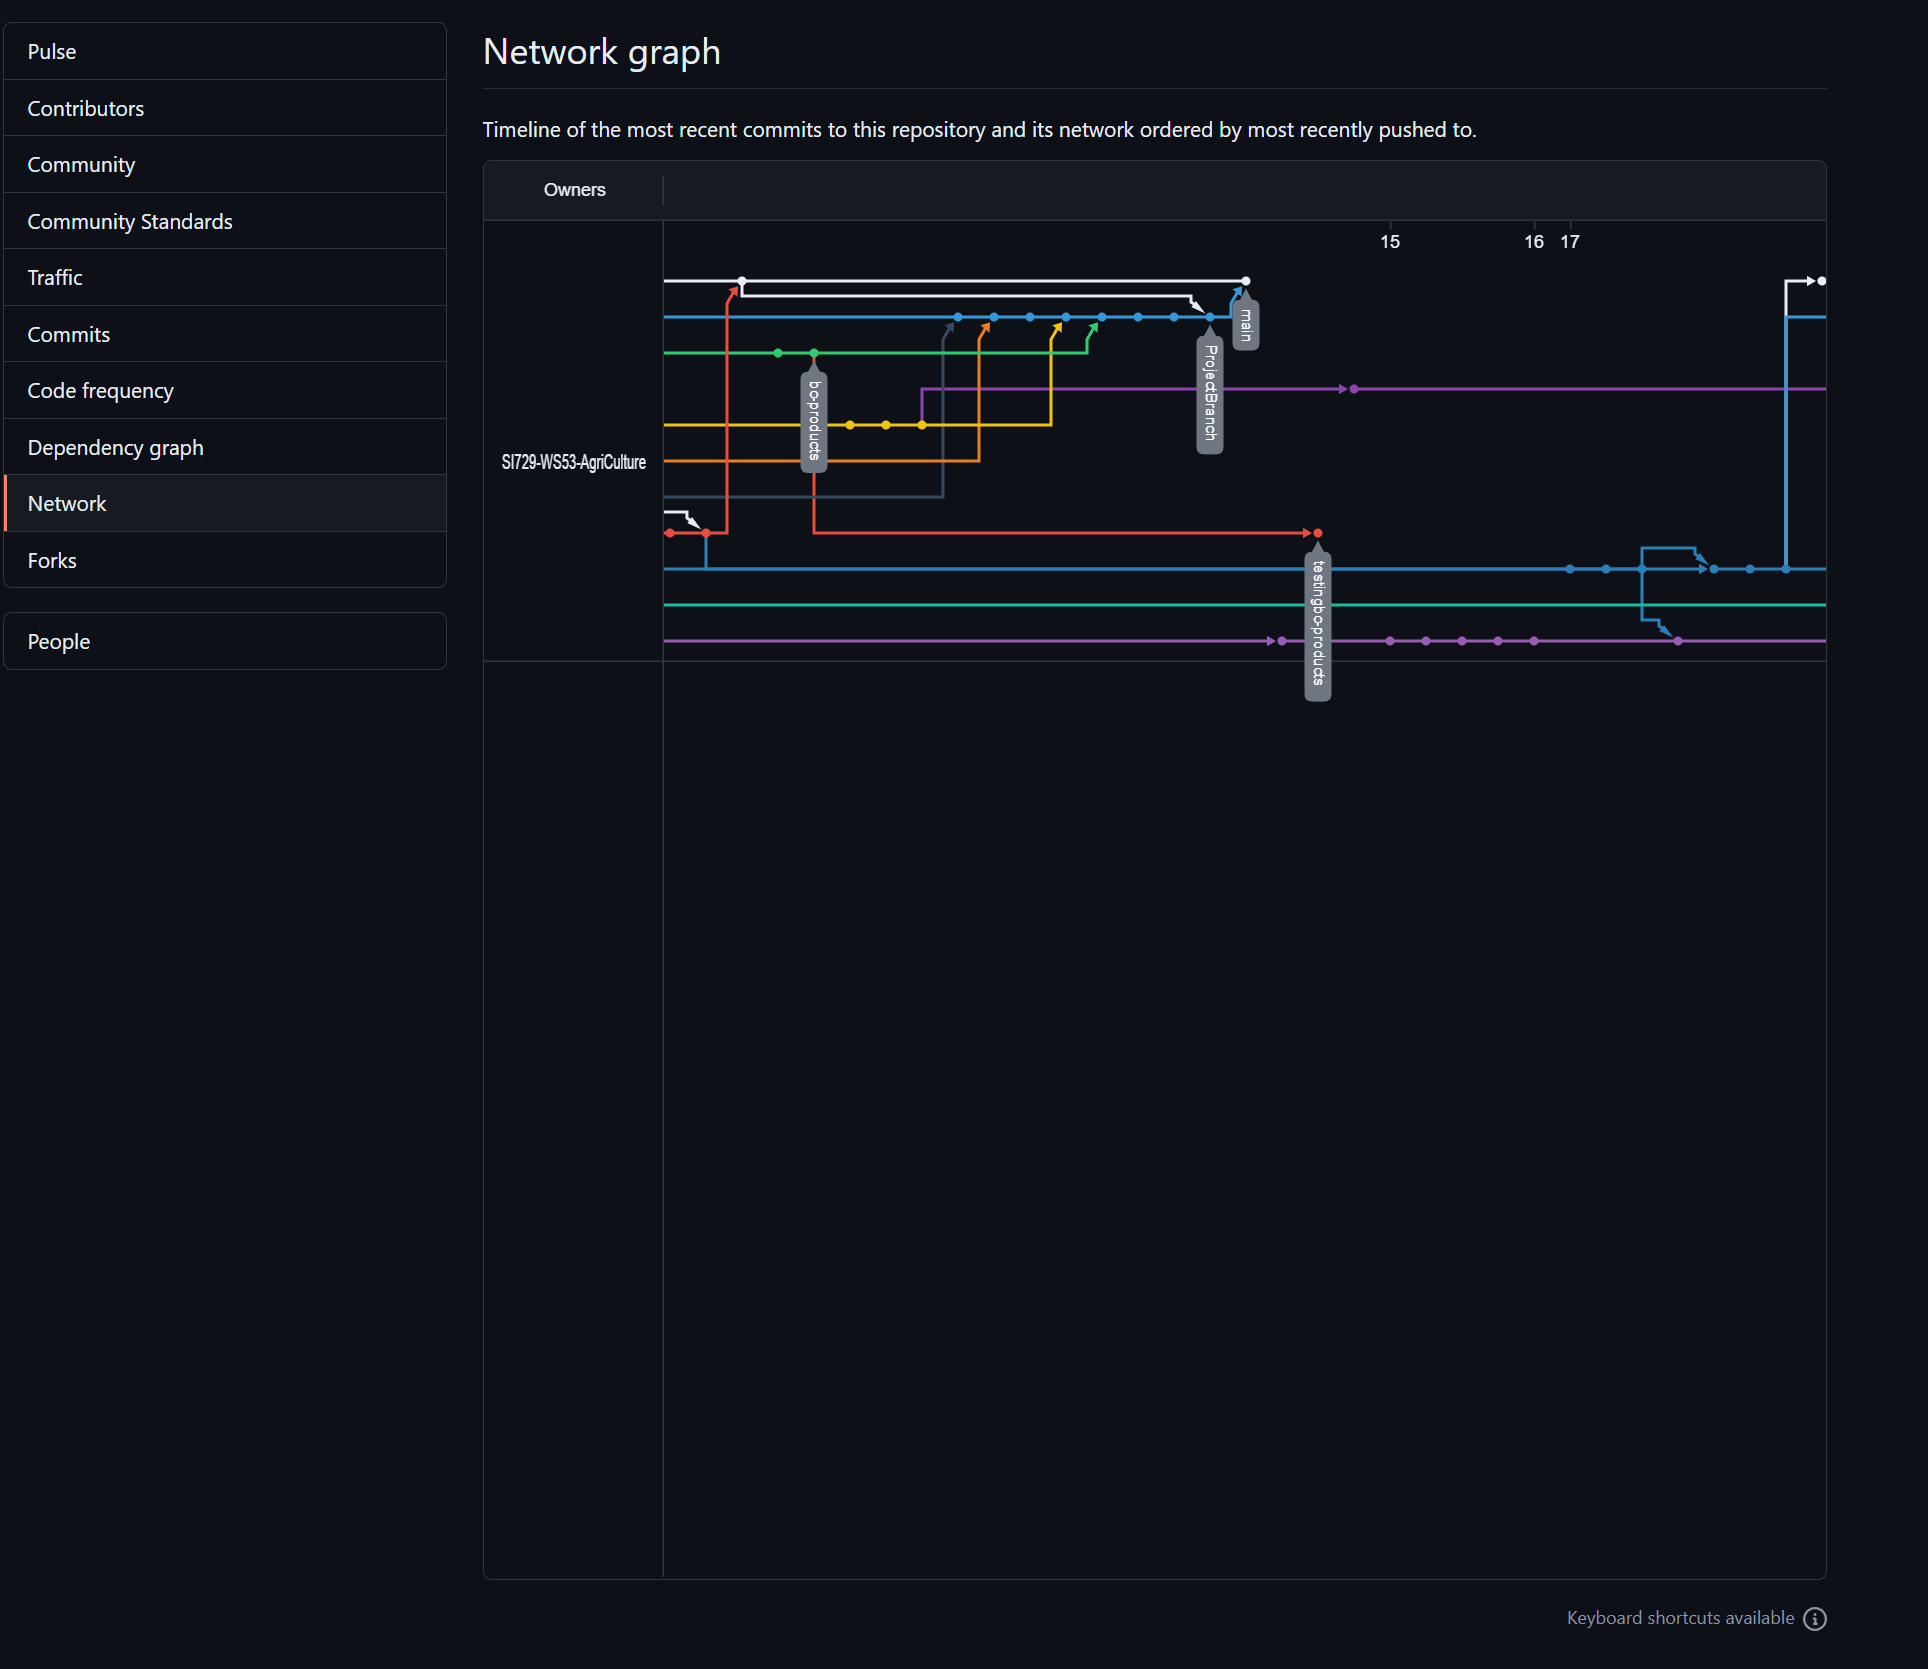 Pulse
Contributors
Community
Community Standards
Traffic
Commits
Code frequency
Dependency graph
Network
Forks
People
Network graph
Timeline of the most recent commits to this repository and its network ordered by most recently pushed to.
Owners
15 16 17
SI729-WS53-AgriCulture
main
ProjectBranch
bo-products
testingbo-products
Keyboard shortcuts available